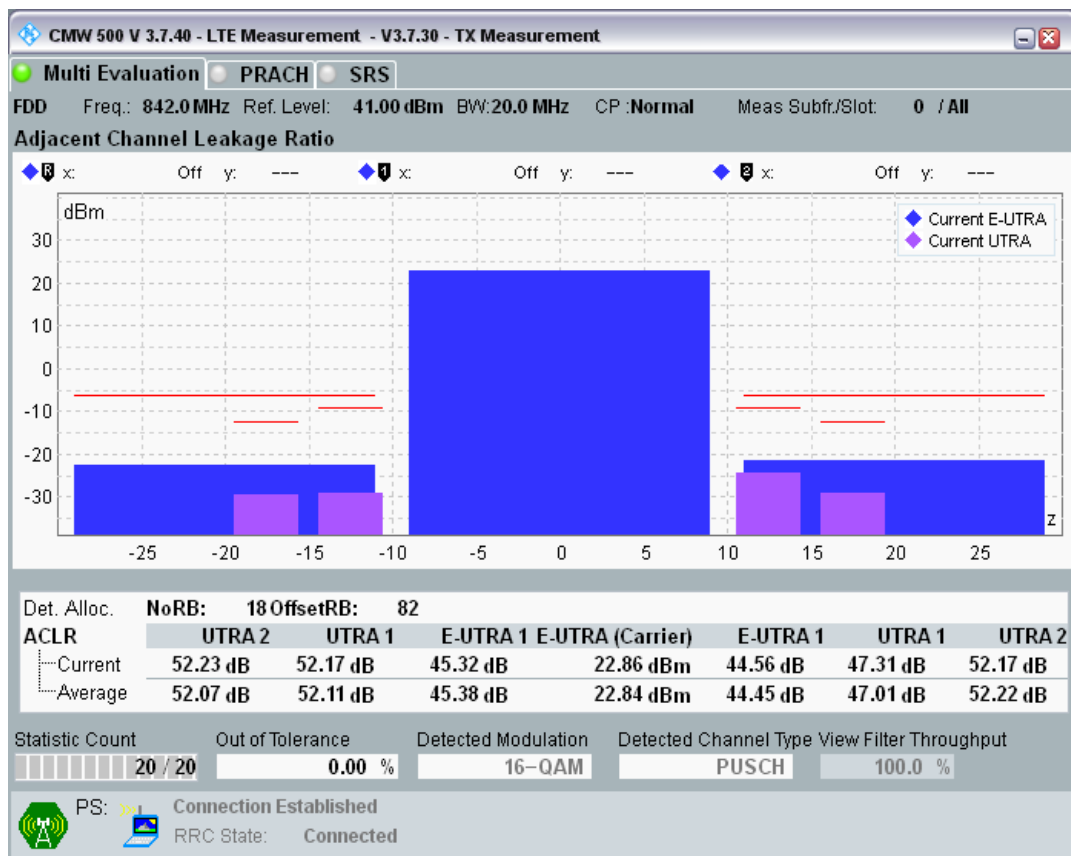 CMW 500 V 3.7.40 - LTE Measurement - V3.7.30 - TX Measurement
Multi Evaluation PRACH SRS
FDD Freq.: 842.0 MHz Ref. Level: 41.00 dBm BW:20.0 MHz CP :Normal Meas Subfr./Slot: 0 / All
Adjacent Channel Leakage Ratio
R x: Off y: --- 1 x: Off y: --- 2 x: Off y: ---
dBm
Current E-UTRA
Current UTRA
30
20
10
0
-10
-20
-30
z
-25 -20 -15 -10 -5 0 5 10 15 20 25
Det. Alloc. NoRB: 18 OffsetRB: 82
ACLR UTRA 2 UTRA 1 E-UTRA 1 E-UTRA (Carrier) E-UTRA 1 UTRA 1 UTRA 2
Current 52.23 dB 52.17 dB 45.32 dB 22.86 dBm 44.56 dB 47.31 dB 52.17 dB
Average 52.07 dB 52.11 dB 45.38 dB 22.84 dBm 44.45 dB 47.01 dB 52.22 dB
Statistic Count Out of Tolerance Detected Modulation Detected Channel Type View Filter Throughput
20 / 20 0.00 % 16-QAM PUSCH 100.0 %
PS: Connection Established
RRC State: Connected